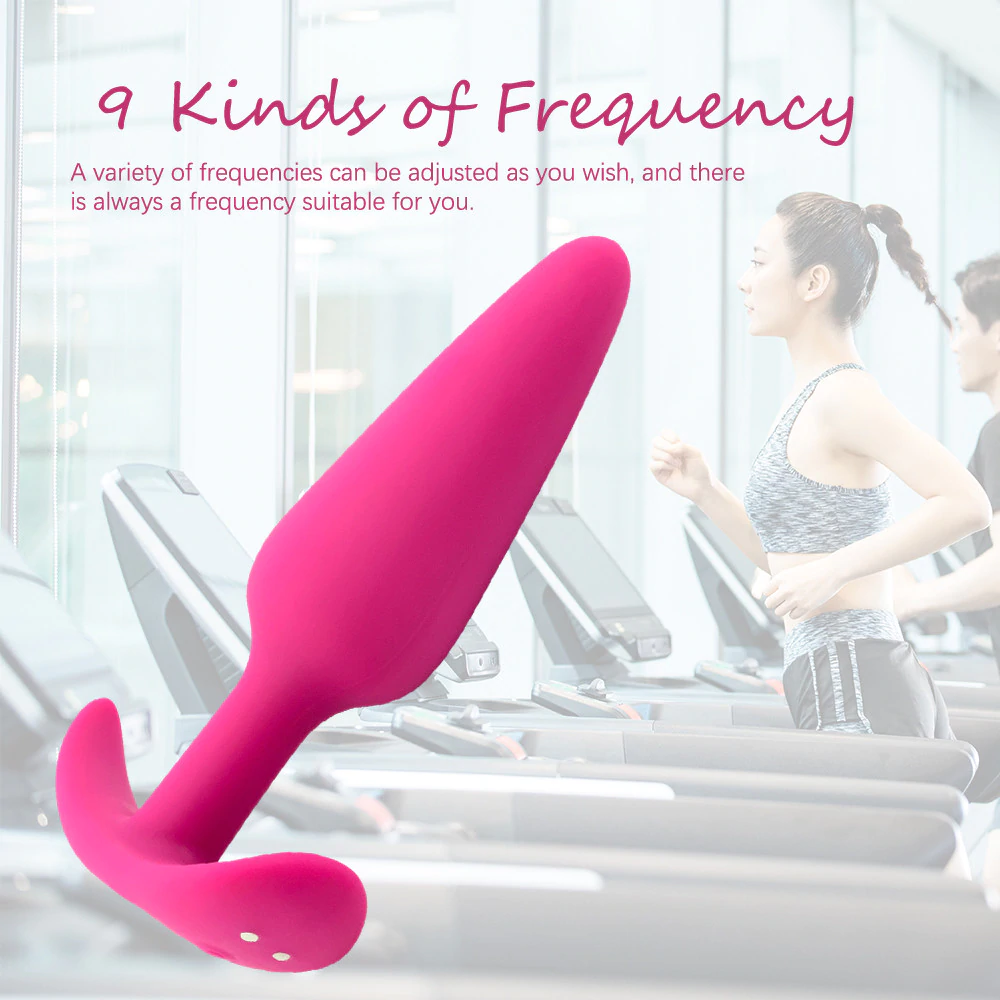 9 Kinds of Frequency
A variety of frequencies can be adjusted as you wish, and there
is always a frequency suitable for you.